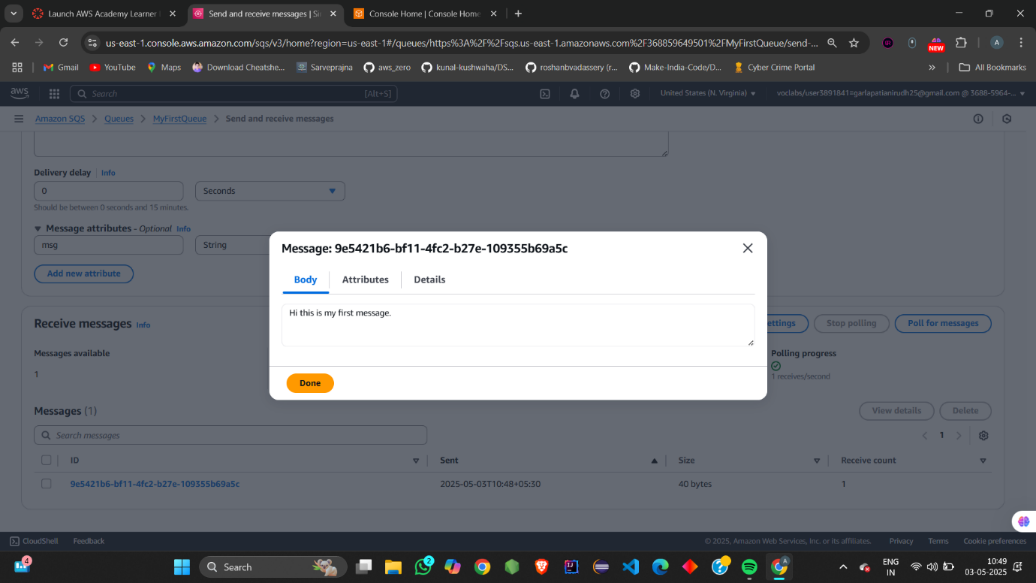 Launch AWS Academy Learner
Send and receive messages | Si
Console Home | Console Home
us-east-1.console.aws.amazon.com/sqs/v3/home?region=us-east-1#/queues/https%3A%2F%2Fsqs.us-east-1.amazonaws.com%2F368859649501%2FMyFirstQueue/send-...
NEW
A
Gmail
YouTube
Maps
Download Cheatshe...
Sarveprajna
aws_zero
kunal-kushwaha/DS...
roshanbvadassery (r...
Make-India-Code/D...
Cyber Crime Portal
»
All Bookmarks
aws
Search
[Alt+S]
United States (N. Virginia)
Amazon SQS
Queues
MyFirstQueue
Send and receive messages
Delivery delay
Info
0
Seconds
Should be between 0 seconds and 15 minutes.
Message attributes - Optional Info
msg
String
Add new attribute
Message: 9e5421b6-bf11-4fc2-b27e-109355b69a5c
Body
Attributes
Details
Hi this is my first message.
Done
Receive messages Info
ettings
Stop polling
Poll for messages
Messages available
1
Polling progress
1 receives/second
Messages (1)
View details
Delete
Search messages
1
ID
Sent
Size
Receive count
9e5421b6-bf11-4fc2-b27e-109355b69a5c
2025-05-03T10:48+05:30
40 bytes
1
CloudShell
Feedback
© 2025, Amazon Web Services, Inc. or its affiliates.
Privacy
Terms
Cookie preferences
4
Search
2
ENG
IN
10:49
03-05-2025